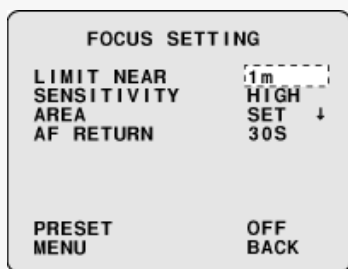 FOCUS SETTING
LIMIT NEAR 1m
SENSITIVITY HIGH
AREA SET ↓
AF RETURN 30S
PRESET OFF
MENU BACK